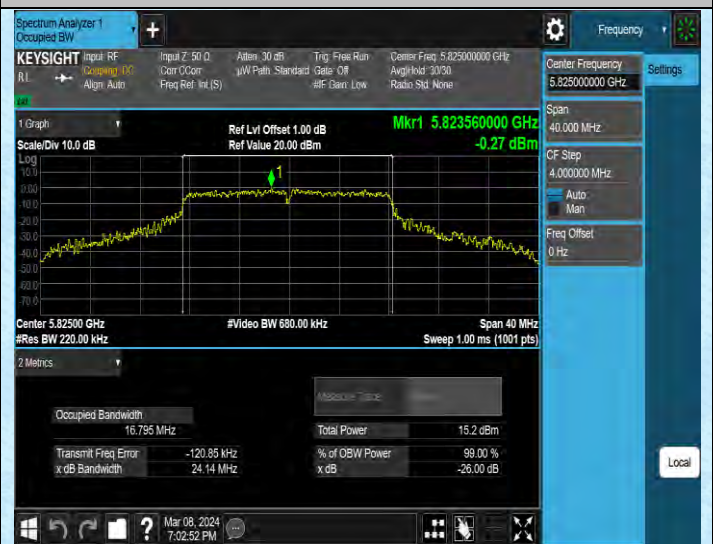 Spectrum Analyzer 1
Occupied BW
+
Frequency
KEYSIGHT Input: RF
Coupling: DC
Align: Auto
RL
Input Z: 50 Ω
Corr CCorr
Freq Ref: Int (S)
Atten: 30 dB
µW Path: Standard
Trig: Free Run
Gate: Off
#IF Gain: Low
Center Freq: 5.825000000 GHz
Avg|Hold: 30/30
Radio Std: None
Center Frequency
5.825000000 GHz
Settings
Span
40.000 MHz
CF Step
4.000000 MHz
Auto
Man
Freq Offset
0 Hz
1 Graph
Scale/Div 10.0 dB
Ref Lvl Offset 1.00 dB
Ref Value 20.00 dBm
Mkr1 5.823560000 GHz
-0.27 dBm
Log
10.0
0.00
-10.0
-20.0
-30.0
-40.0
-50.0
-60.0
-70.0
1
Center 5.82500 GHz
#Res BW 220.00 kHz
#Video BW 680.00 kHz
Span 40 MHz
Sweep 1.00 ms (1001 pts)
2 Metrics
Measure Trace
Occupied Bandwidth
16.795 MHz
Total Power 15.2 dBm
Transmit Freq Error -120.85 kHz
% of OBW Power 99.00 %
x dB Bandwidth 24.14 MHz
x dB -26.00 dB
Local
?
Mar 08, 2024
7:02:52 PM